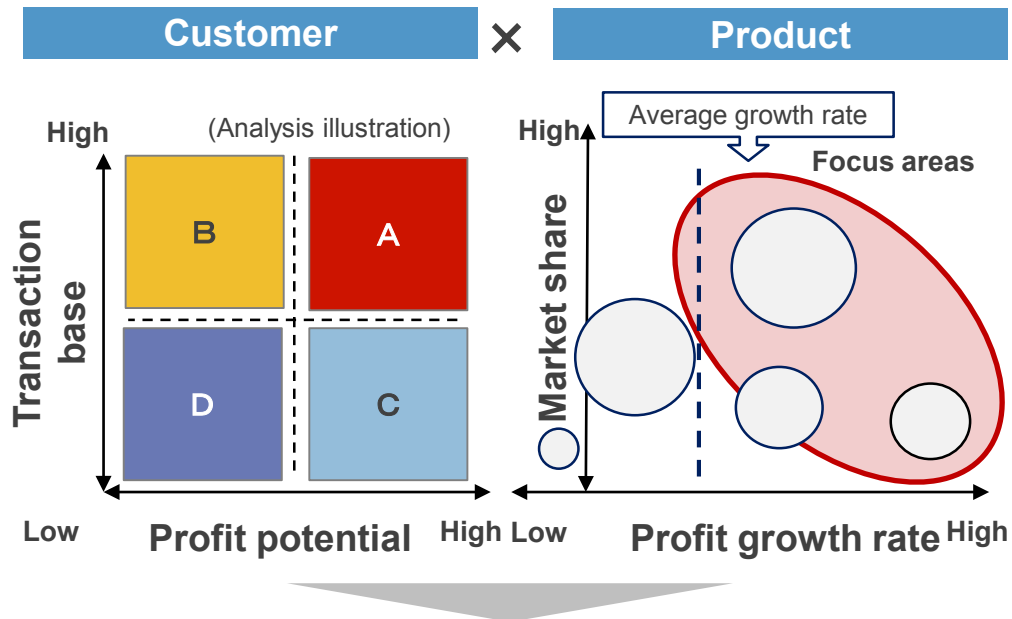 Customer
×
Product
High
(Analysis illustration)
B
A
D
C
Transaction
base
Low
Profit potential
High
High
Average growth rate
Focus areas
Market share
Low
Profit growth rate
High